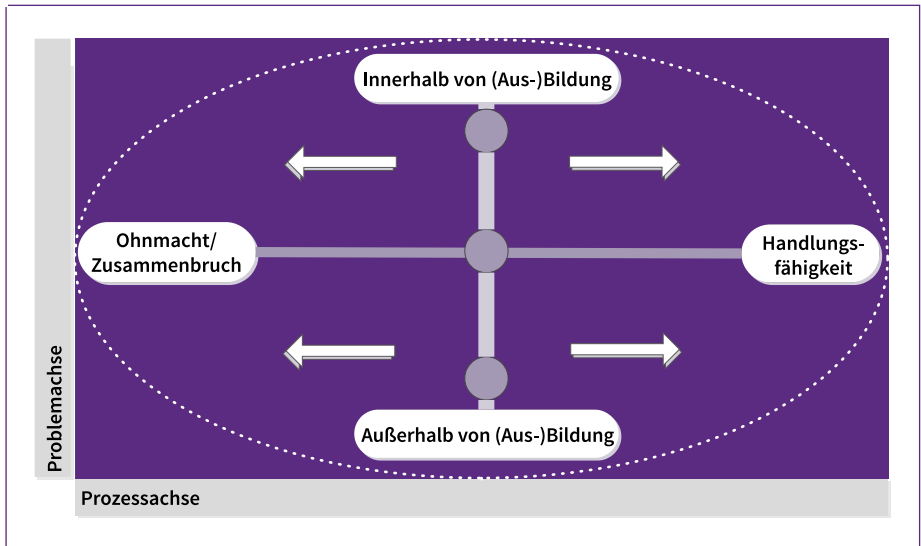 Innerhalb von (Aus-)Bildung
Ohnmacht/
Zusammenbruch
Handlungs-
fähigkeit
Außerhalb von (Aus-)Bildung
Problemachse
Prozessachse